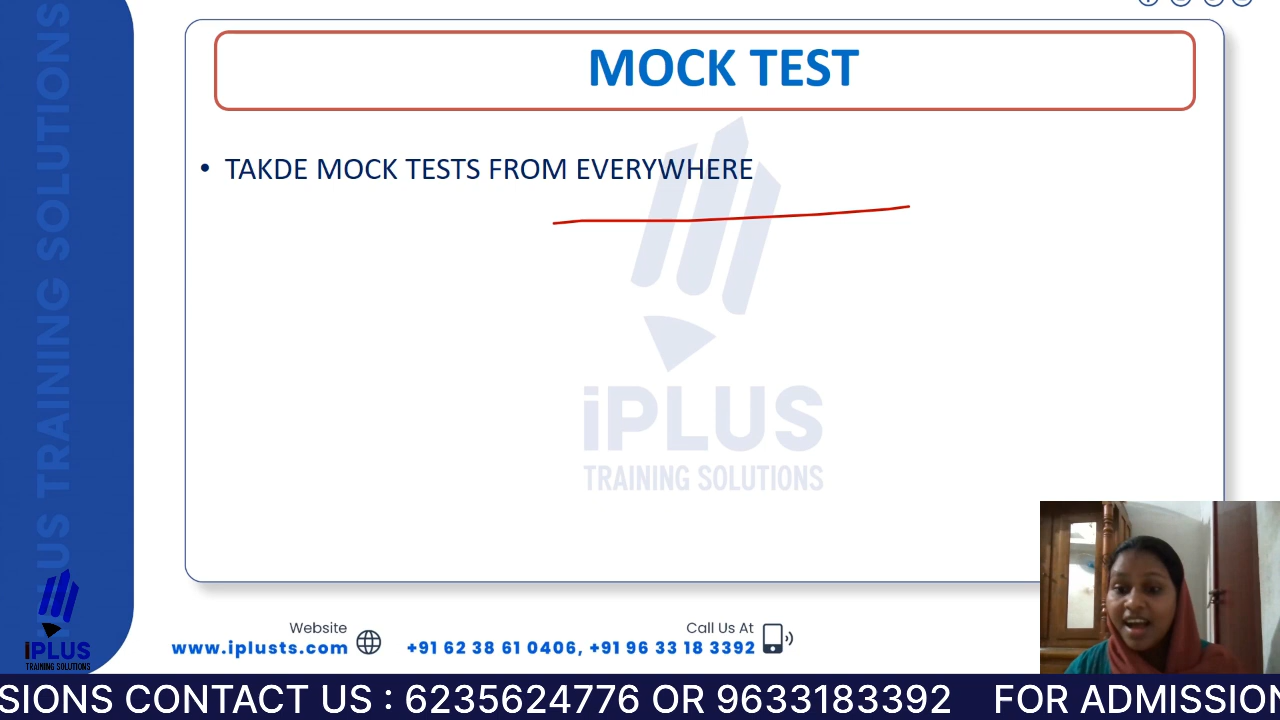 IPLUS TRAINING SOLUTIONS
MOCK TEST
• TAKDE MOCK TESTS FROM EVERYWHERE
iPLUS
TRAINING SOLUTIONS
iPLUS
TRAINING SOLUTIONS
Website
www.iplusts.com
Call Us At
+91 62 38 61 0406, +91 96 33 18 3392
SIONS CONTACT US : 6235624776 OR 9633183392 FOR ADMISSION